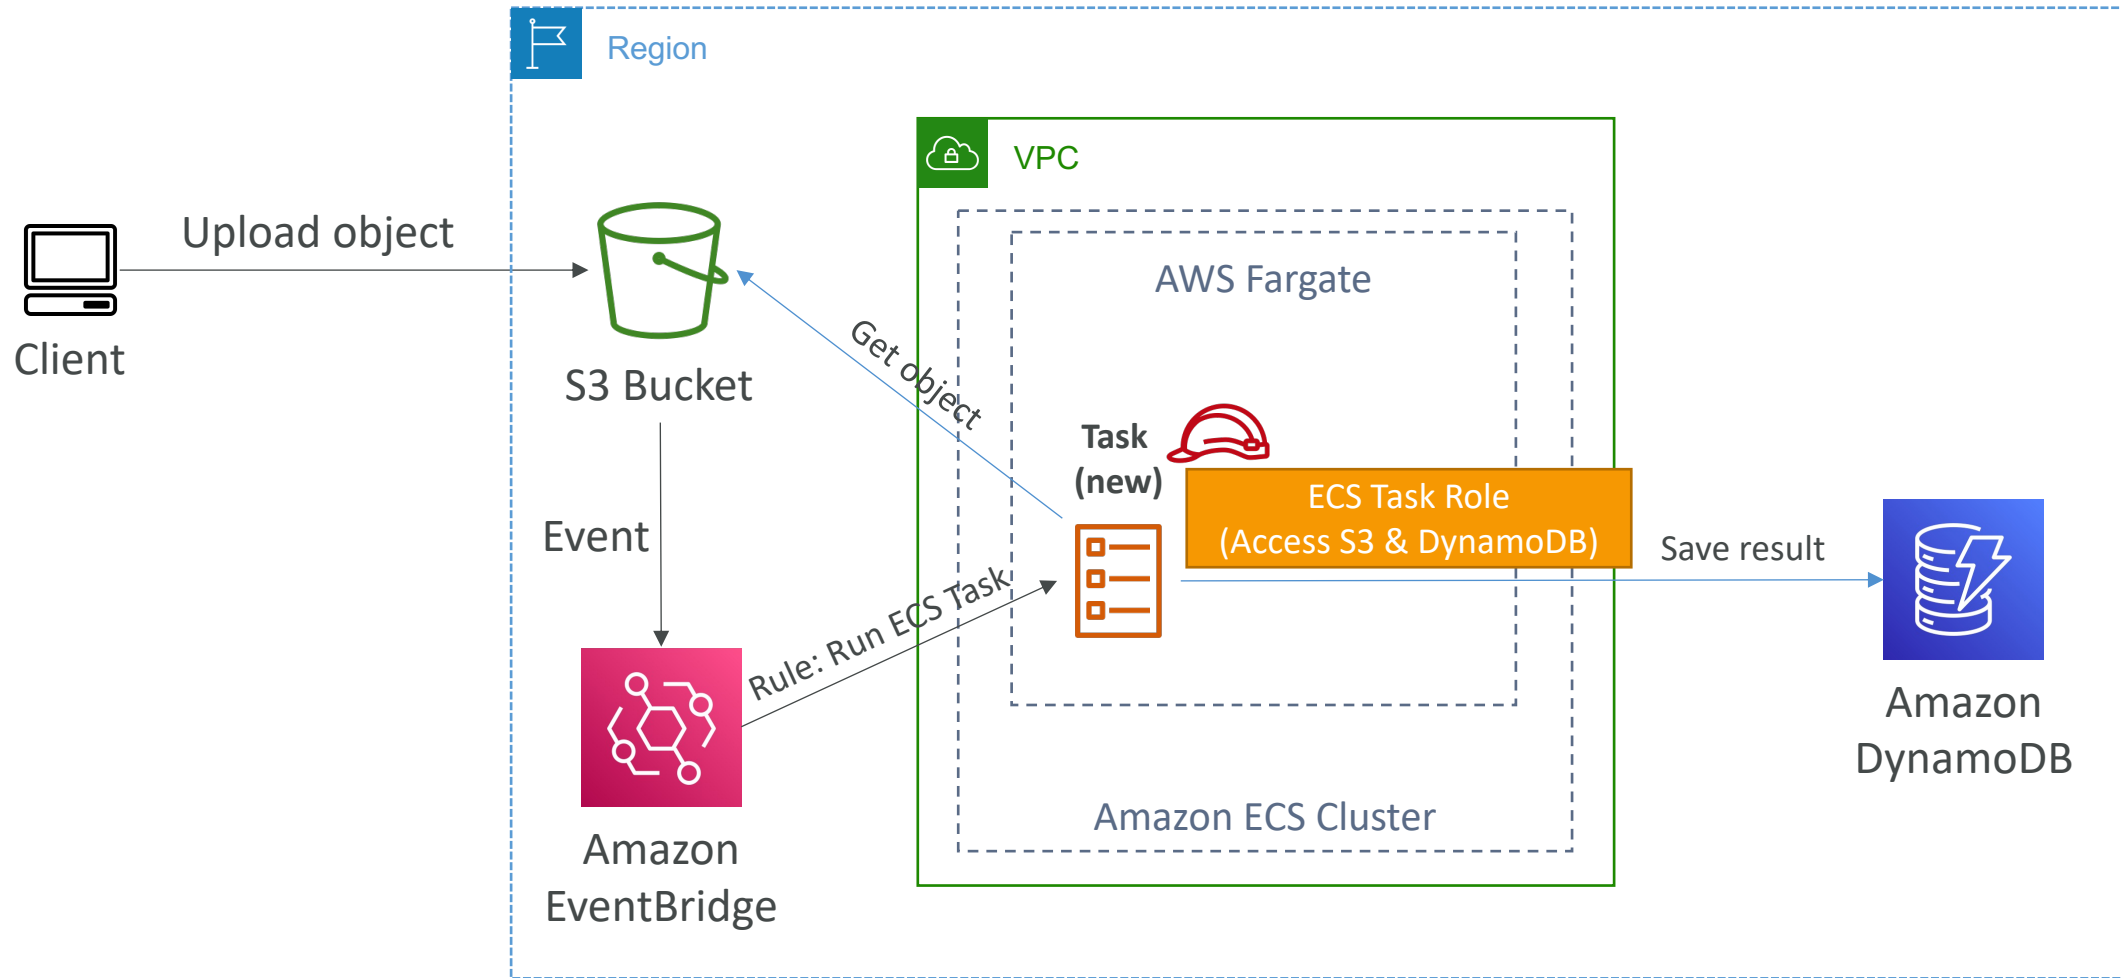 Region
VPC
Upload object
AWS Fargate
Client
S3 Bucket
Get object
Task
(new)
ECS Task Role
(Access S3 & DynamoDB)
Event
Save result
Rule: Run ECS Task
Amazon
DynamoDB
Amazon ECS Cluster
Amazon
EventBridge